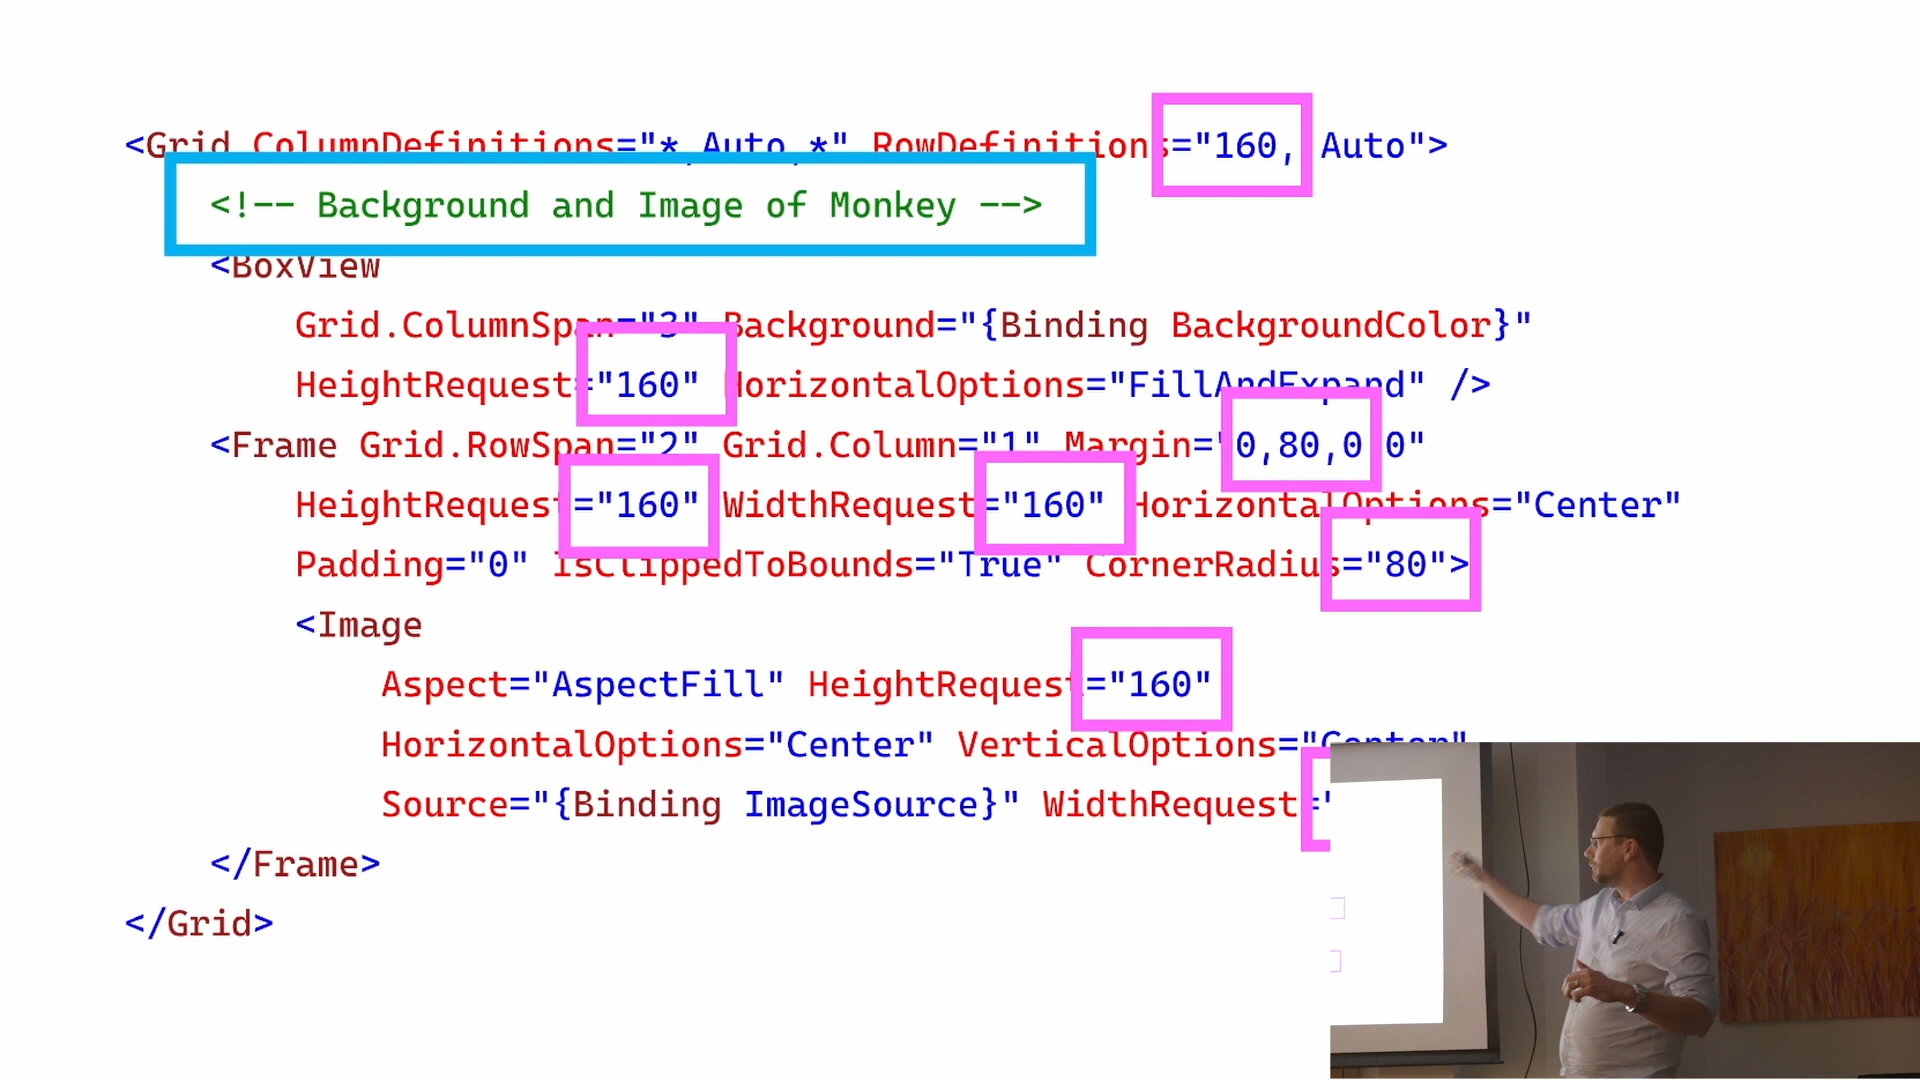 <Grid ColumnDefinitions="*,Auto,*" RowDefinitions="160, Auto">
<!-- Background and Image of Monkey -->
<BoxView
Grid.ColumnSpan="3" Background="{Binding BackgroundColor}"
HeightRequest="160" HorizontalOptions="FillAndExpand" />
<Frame Grid.RowSpan="2" Grid.Column="1" Margin="0,80,0,0"
HeightRequest="160" WidthRequest="160" HorizontalOptions="Center"
Padding="0" IsClippedToBounds="True" CornerRadius="80">
<Image
Aspect="AspectFill" HeightRequest="160"
HorizontalOptions="Center" VerticalOptions="Center"
Source="{Binding ImageSource}" WidthRequest="
</Frame>
</Grid>